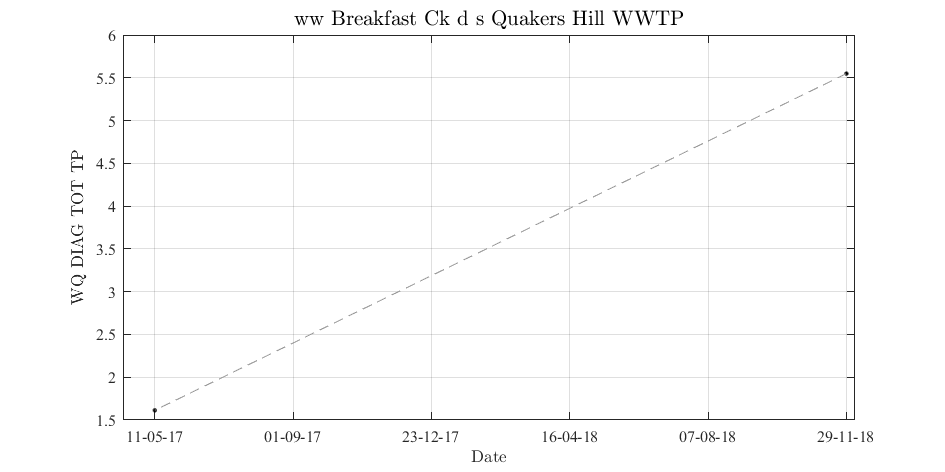 ww Breakfast Ck d s Quakers Hill WWTP
6
5.5
5
4.5
4
3.5
3
2.5
2
1.5
WQ DIAG TOT TP
11-05-17 01-09-17 23-12-17 16-04-18 07-08-18 29-11-18
Date